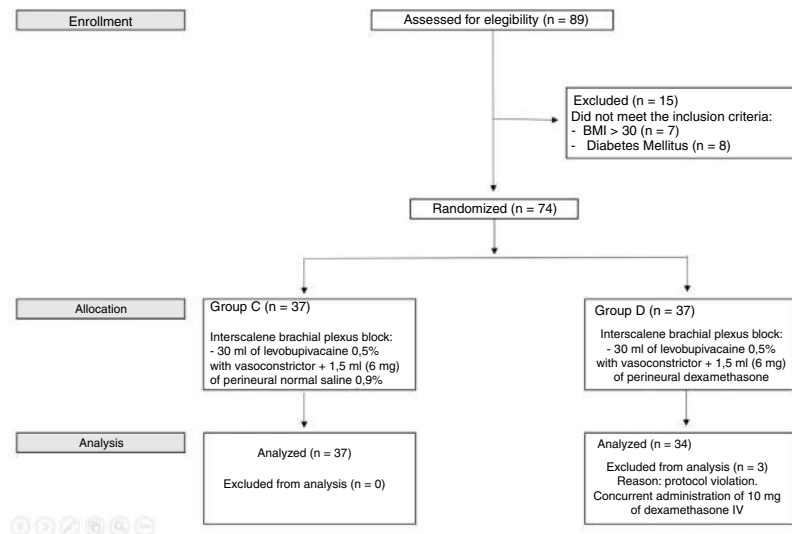 Enrollment
Assessed for elegibility (n = 89)
Excluded (n = 15)
Did not meet the inclusion criteria:
- BMI > 30 (n = 7)
- Diabetes Mellitus (n = 8)
Randomized (n = 74)
Allocation
Group C (n = 37)
Interscalene brachial plexus block:
- 30 ml of levobupivacaine 0,5%
with vasoconstrictor + 1,5 ml (6 mg)
of perineural normal saline 0,9%
Group D (n = 37)
Interscalene brachial plexus block:
- 30 ml of levobupivacaine 0,5%
with vasoconstrictor + 1,5 ml (6 mg)
of perineural dexamethasone
Analysis
Analyzed (n = 37)
Excluded from analysis (n = 0)
Analyzed (n = 34)
Excluded from analysis (n = 3)
Reason: protocol violation.
Concurrent administration of 10 mg
of dexamethasone IV